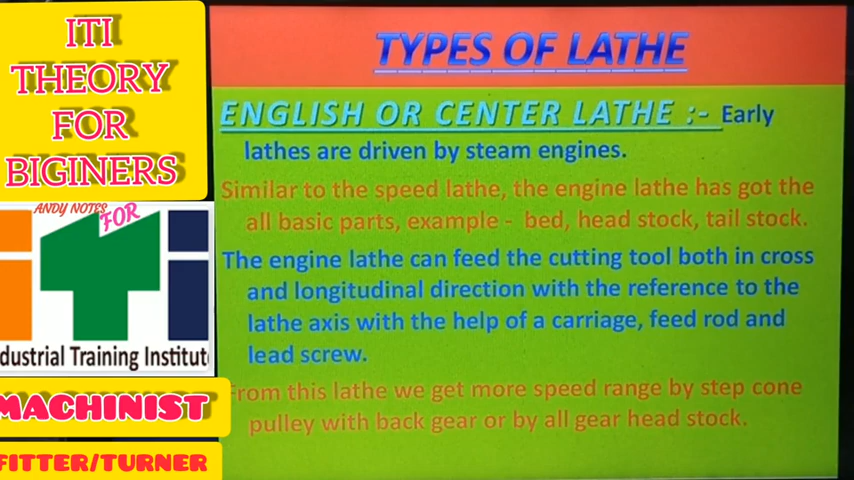 ITI
THEORY
FOR
BIGINERS
ANDY NOTES
FOR
iTi
ndustrial Training Institut
MACHINIST
FITTER/TURNER
TYPES OF LATHE
ENGLISH OR CENTER LATHE :- Early
lathes are driven by steam engines.
Similar to the speed lathe, the engine lathe has got the
all basic parts, example - bed, head stock, tail stock.
The engine lathe can feed the cutting tool both in cross
and longitudinal direction with the reference to the
lathe axis with the help of a carriage, feed rod and
lead screw.
From this lathe we get more speed range by step cone
pulley with back gear or by all gear head stock.